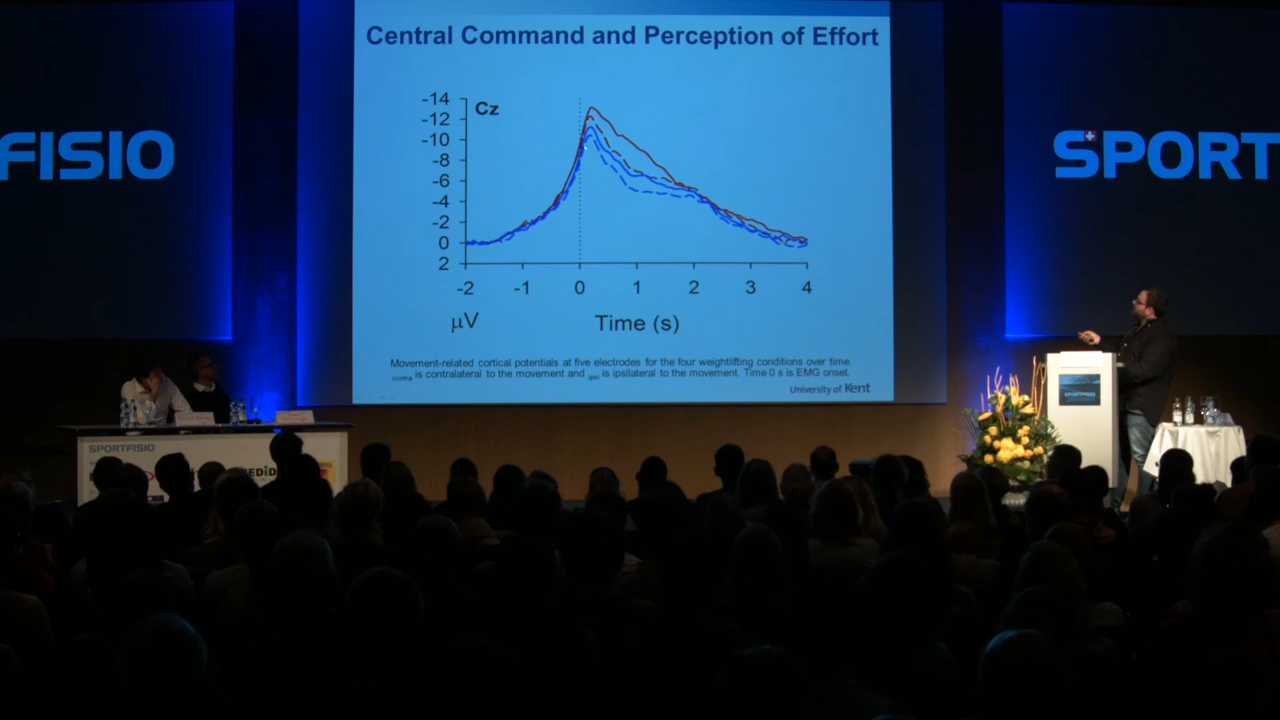 Central Command and Perception of Effort
Cz
-14
-12
-10
-8
-6
-4
-2
0
2
-2 -1 0 1 2 3 4
μV
Time (s)
Movement-related cortical potentials at five electrodes for the four weightlifting conditions over time.
contra is contralateral to the movement and ipsi is ipsilateral to the movement. Time 0 s is EMG onset.
University of Kent
FISIO
SPORT
SPORTFISIO
SPORTFISIO